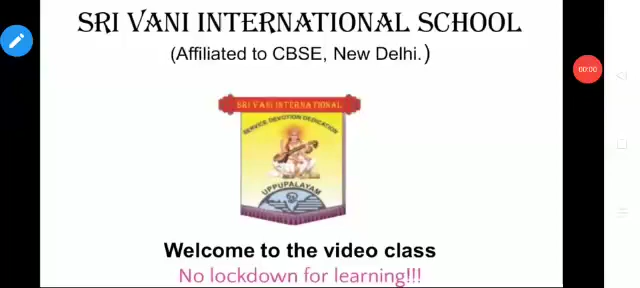 SRI VANI INTERNATIONAL SCHOOL
(Affiliated to CBSE, New Delhi.)
00:00
SRI VANI INTERNATIONAL
SERVICE DEVOTION DEDICATION
UPPUPALAYAM
Welcome to the video class
No lockdown for learning!!!